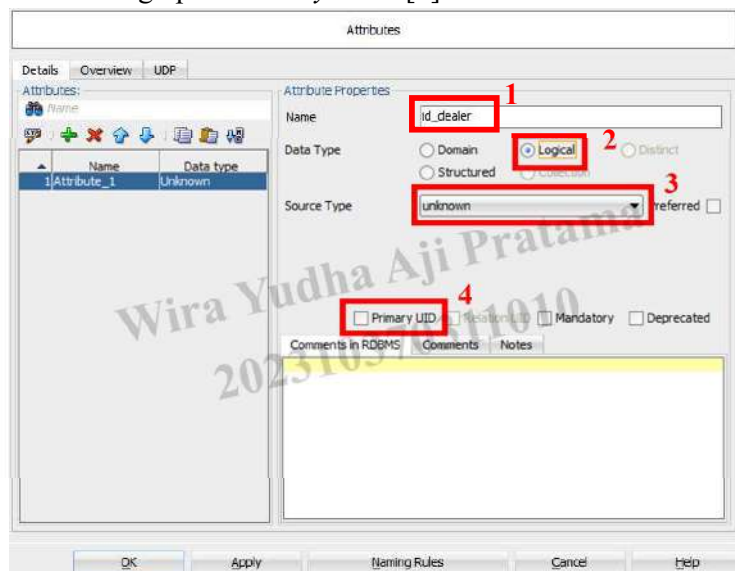 Attributes
Details Overview UDP
Attributes:
Name
Name Data type
1 Attribute_1 Unknown
Attribute Properties
Name id_dealer 1
Data Type Domain Logical 2 Distinct
Structured Collection
Source Type unknown 3 Preferred
4
Primary UID Relation UID Mandatory Deprecated
Comments in RDBMS Comments Notes
Wira Yudha Aji Pratama
202310370311010
OK Apply Naming Rules Cancel Help